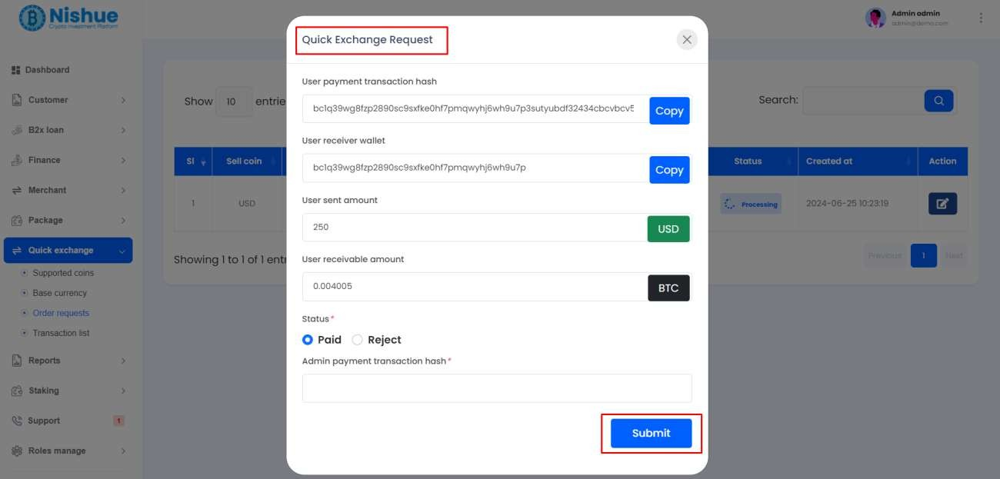 Nishue
Crypto Investment Platform
Admin admin
admin@demo.com
Dashboard
Customer
B2x loan
Finance
Merchant
Package
Quick exchange
Supported coins
Base currency
Order requests
Transaction list
Reports
Staking
Support 1
Roles manage
Show 10 entrie
Search:
Sl Sell coin Status Created at Action
1 USD Processing 2024-06-25 10:23:19
Showing 1 to 1 of 1 entr
Previous 1 Next
Quick Exchange Request
User payment transaction hash
bc1q39wg8fzp2890sc9sxfke0hf7pmqwyhj6wh9u7p3sutyubdf32434cbcvbcv5 Copy
User receiver wallet
bc1q39wg8fzp2890sc9sxfke0hf7pmqwyhj6wh9u7p Copy
User sent amount
250 USD
User receivable amount
0.004005 BTC
Status*
Paid Reject
Admin payment transaction hash*
Submit